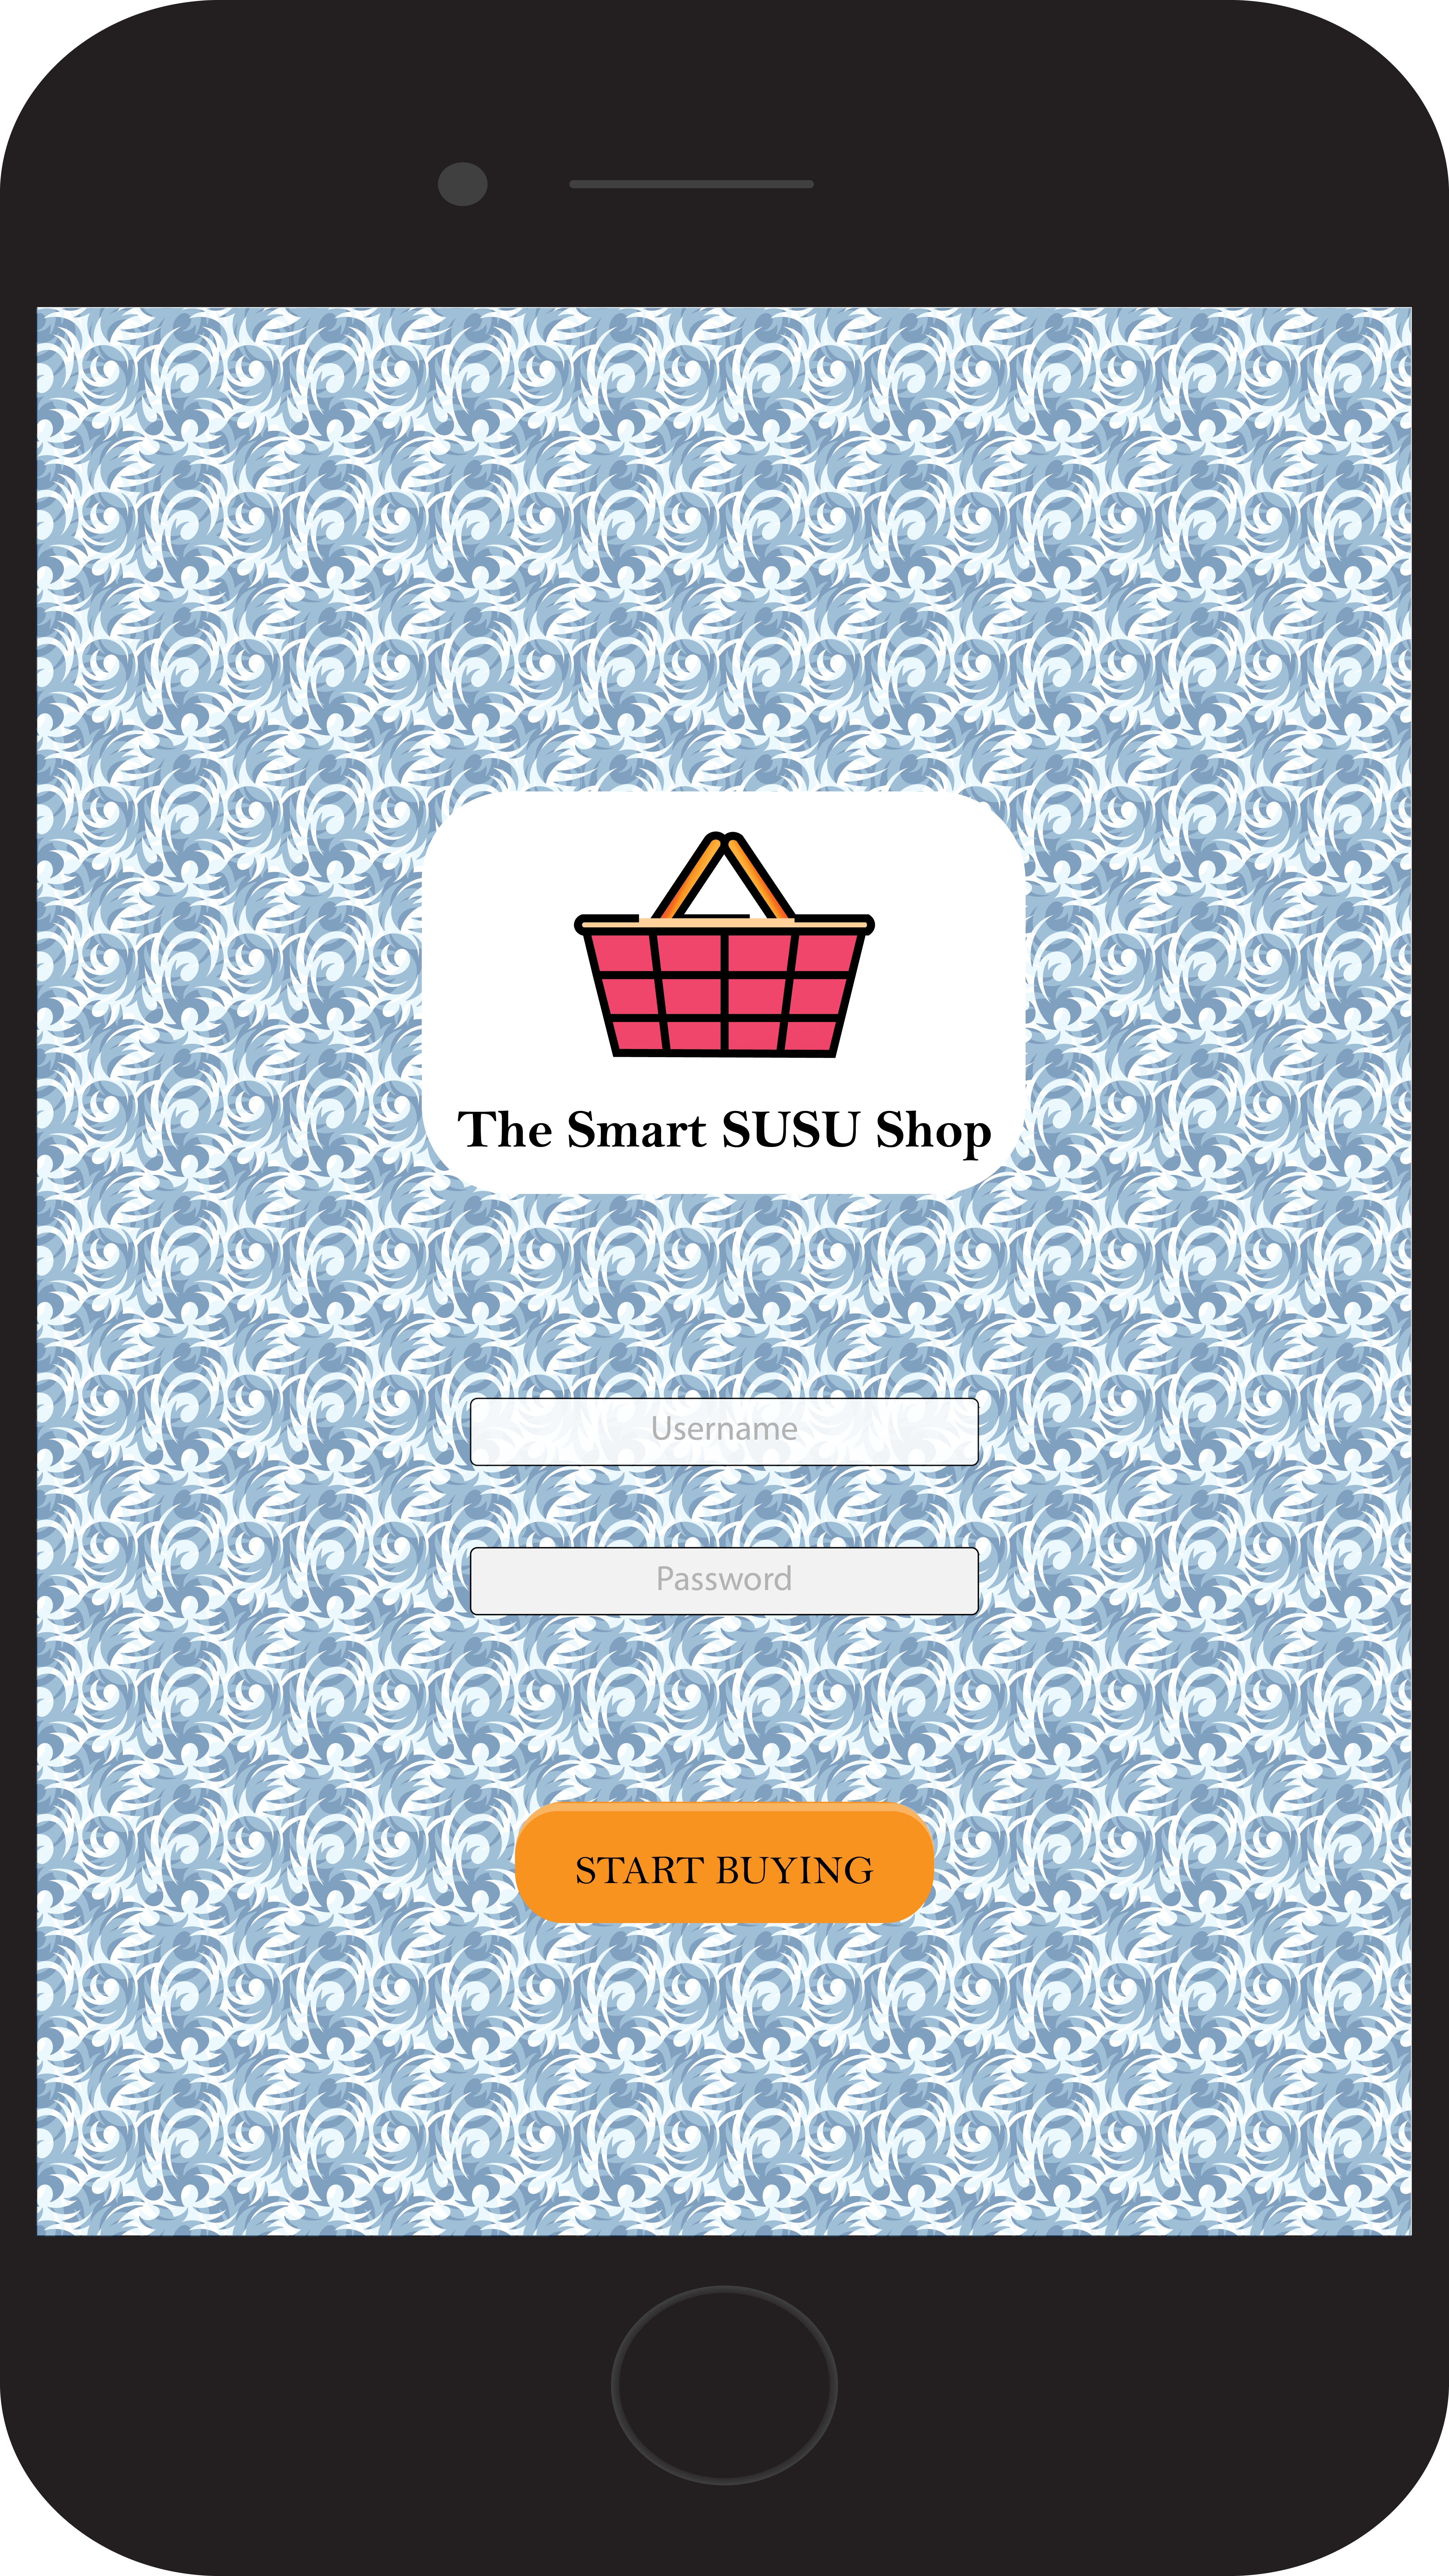 The Smart SUSU Shop
Username
Password
START BUYING